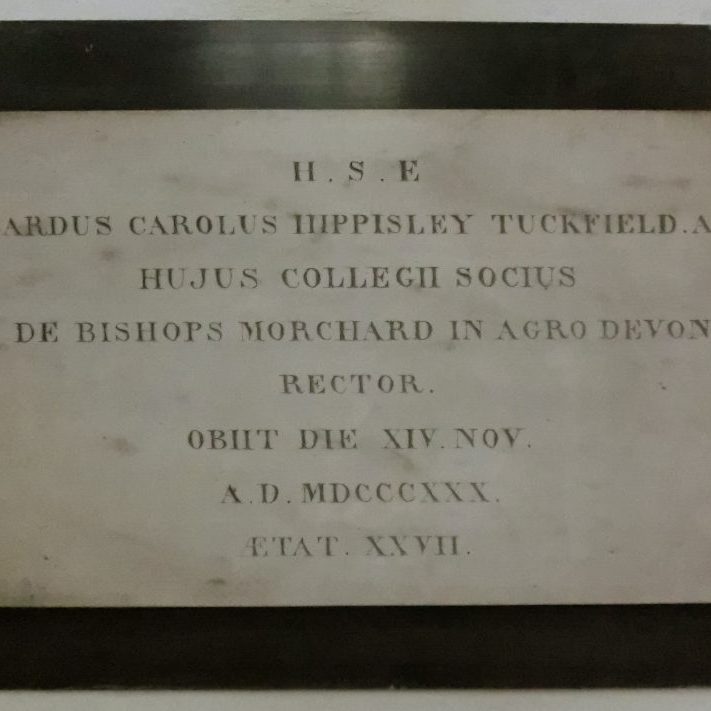 H . S . E
ARDUS CAROLUS HIPPISLEY TUCKFIELD. A
HUJUS COLLEGII SOCIUS
DE BISHOPS MORCHARD IN AGRO DEVON
RECTOR.
OBIIT DIE XIV. NOV.
A. D. MDCCCXXX.
ÆTAT. XXVII.